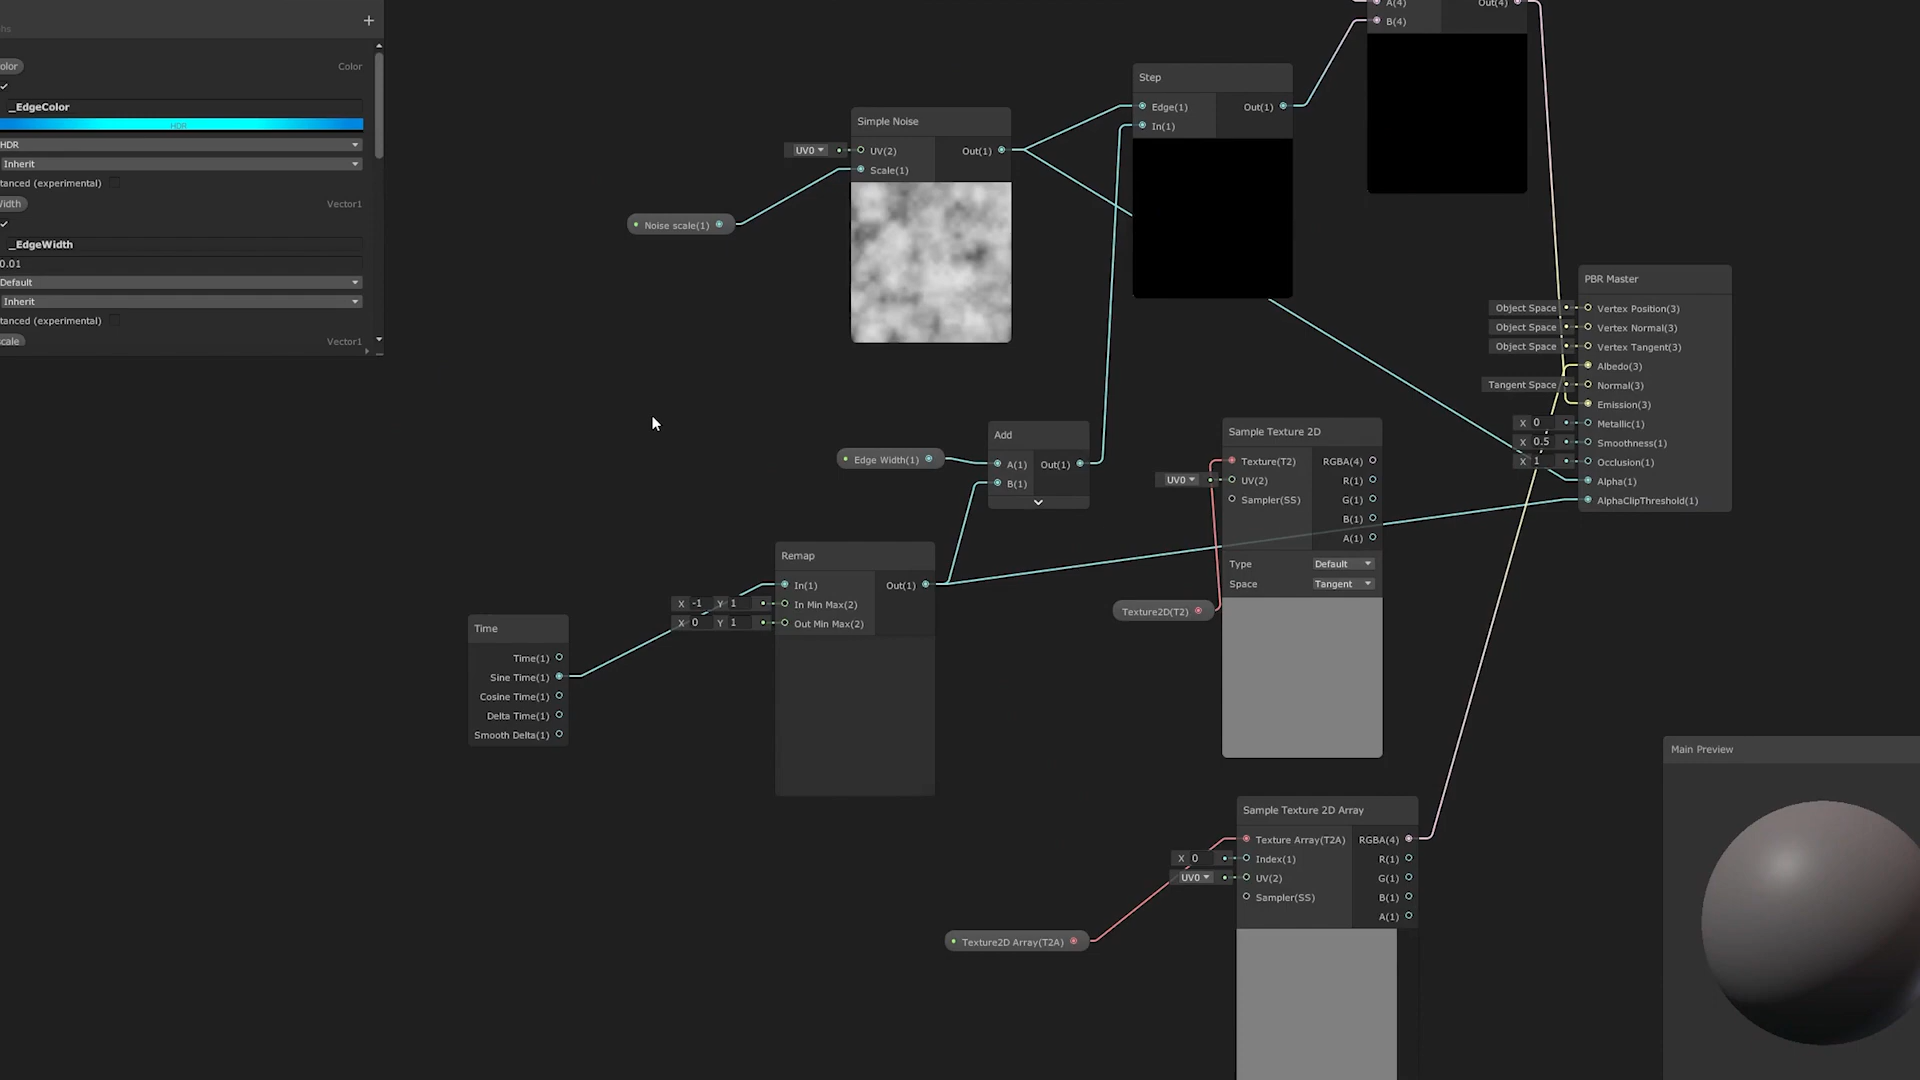 hs
olor Color
_EdgeColor
HDR
HDR
Inherit
tanced (experimental)
Width Vector1
_EdgeWidth
0.01
Default
Inherit
tanced (experimental)
scale Vector1
A(4) Out(4)
B(4)
Step
Edge(1) Out(1)
In(1)
Simple Noise
UV0 UV(2) Out(1)
Scale(1)
Noise scale(1)
PBR Master
Object Space Vertex Position(3)
Object Space Vertex Normal(3)
Object Space Vertex Tangent(3)
Albedo(3)
Tangent Space Normal(3)
Emission(3)
X 0 Metallic(1)
X 0.5 Smoothness(1)
X 1 Occlusion(1)
Alpha(1)
AlphaClipThreshold(1)
Add
Edge Width(1) A(1) Out(1)
B(1)
Sample Texture 2D
Texture(T2) RGBA(4)
UV0 UV(2) R(1)
Sampler(SS) G(1)
B(1)
A(1)
Type Default
Space Tangent
Texture2D(T2)
Remap
In(1) Out(1)
X -1 Y 1 In Min Max(2)
X 0 Y 1 Out Min Max(2)
Time
Time(1)
Sine Time(1)
Cosine Time(1)
Delta Time(1)
Smooth Delta(1)
Main Preview
Sample Texture 2D Array
Texture Array(T2A) RGBA(4)
X 0 Index(1) R(1)
UV0 UV(2) G(1)
Sampler(SS) B(1)
A(1)
Texture2D Array(T2A)